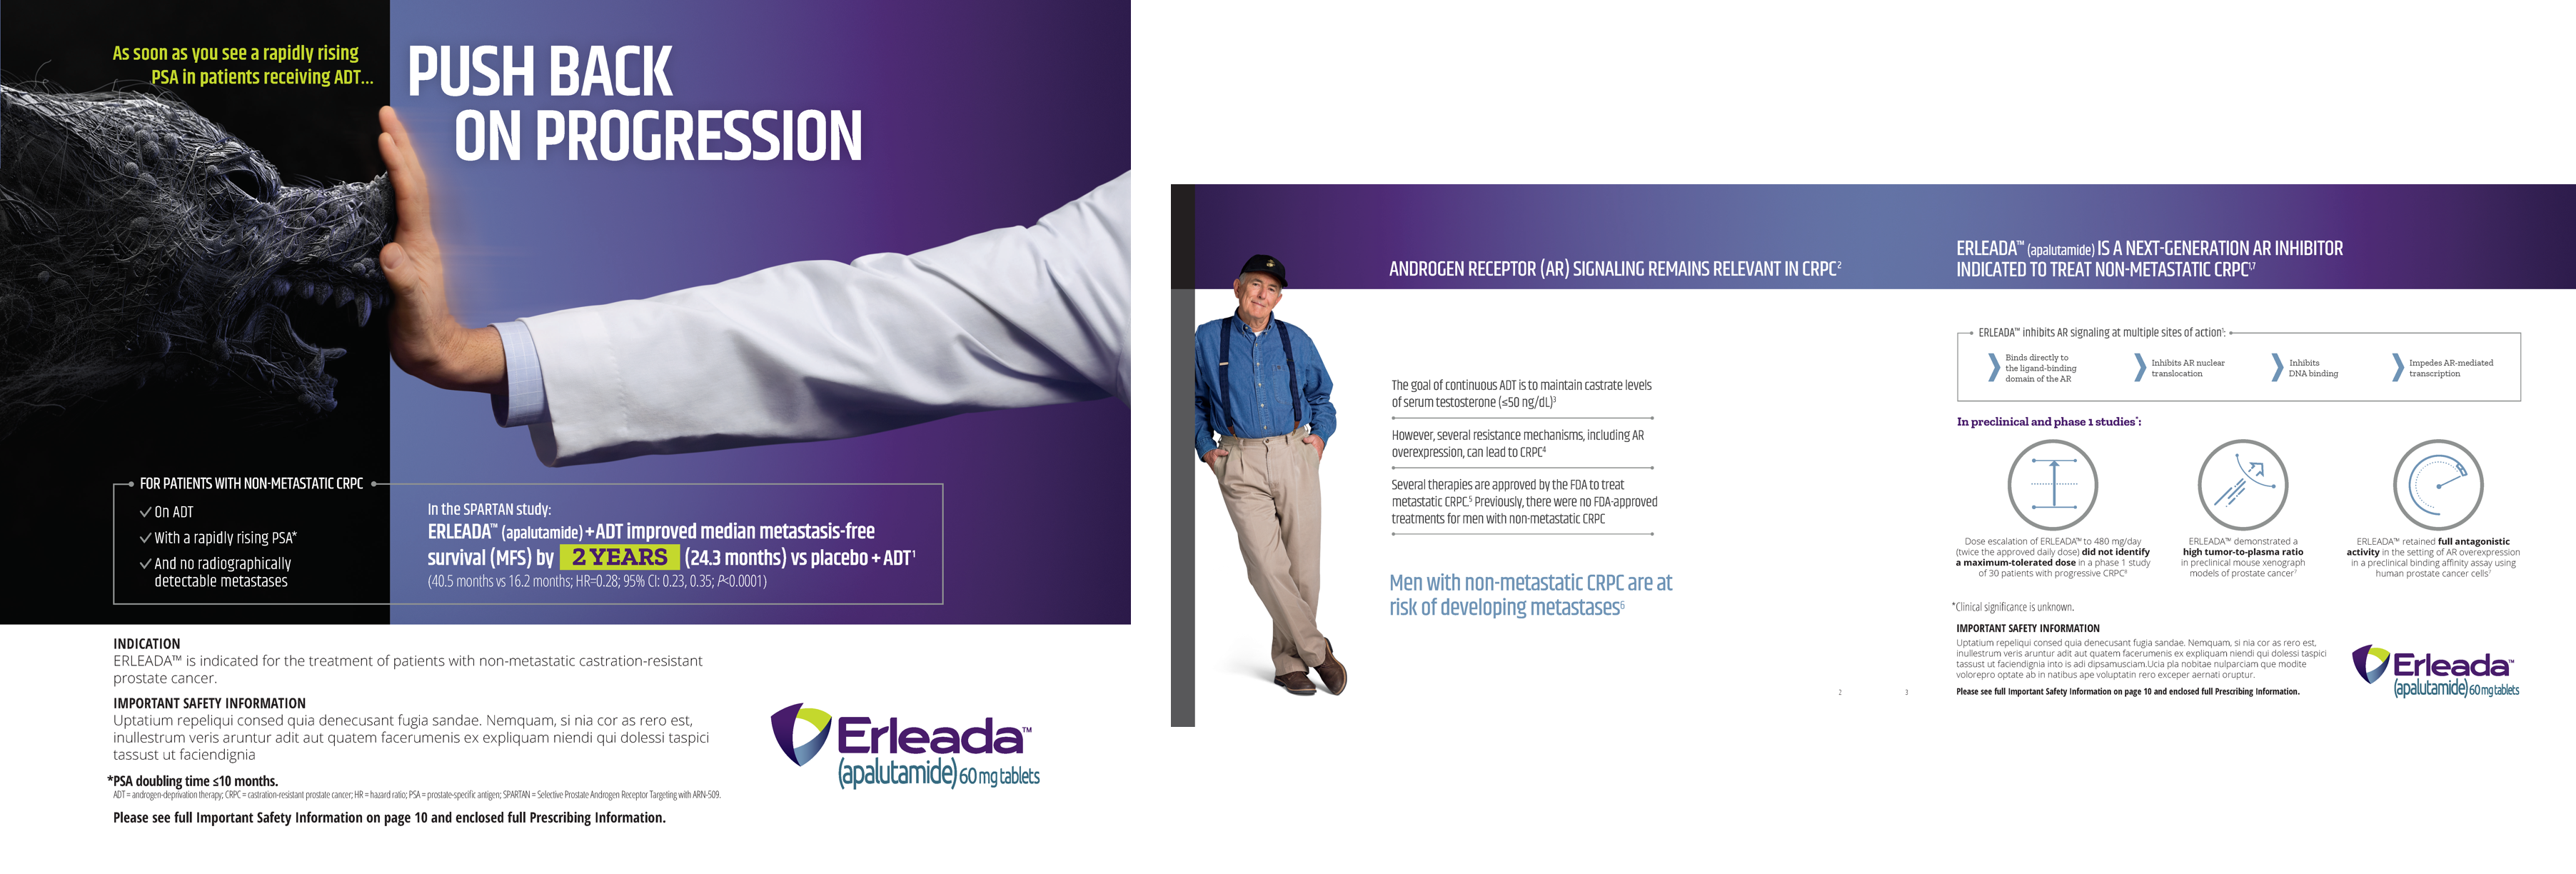 As soon as you see a rapidly rising
PSA in patients receiving ADT...
PUSH BACK
ON PROGRESSION
FOR PATIENTS WITH NON-METASTATIC CRPC
On ADT
With a rapidly rising PSA*
And no radiographically
detectable metastases
In the SPARTAN study:
ERLEADA™ (apalutamide) + ADT improved median metastasis-free
survival (MFS) by 2 YEARS (24.3 months) vs placebo + ADT¹
(40.5 months vs 16.2 months; HR=0.28; 95% CI: 0.23, 0.35; P<0.0001)
INDICATION
ERLEADA™ is indicated for the treatment of patients with non-metastatic castration-resistant
prostate cancer.
IMPORTANT SAFETY INFORMATION
Uptatium repeliqui consed quia denecusant fugia sandae. Nemquam, si nia cor as rero est,
inullestrum veris aruntur adit aut quatem facerumenis ex expliquam niendi qui dolessi taspici
tassust ut faciendignia
*PSA doubling time ≤10 months.
ADT = androgen-deprivation therapy; CRPC = castration-resistant prostate cancer; HR = hazard ratio; PSA = prostate-specific antigen; SPARTAN = Selective Prostate Androgen Receptor Targeting with ARN-509.
Please see full Important Safety Information on page 10 and enclosed full Prescribing Information.
Erleada™
(apalutamide) 60 mg tablets
ANDROGEN RECEPTOR (AR) SIGNALING REMAINS RELEVANT IN CRPC²
The goal of continuous ADT is to maintain castrate levels
of serum testosterone (≤50 ng/dL)³
However, several resistance mechanisms, including AR
overexpression, can lead to CRPC⁴
Several therapies are approved by the FDA to treat
metastatic CRPC.⁵ Previously, there were no FDA-approved
treatments for men with non-metastatic CRPC
Men with non-metastatic CRPC are at
risk of developing metastases⁶
2
3
ERLEADA™ (apalutamide) IS A NEXT-GENERATION AR INHIBITOR
INDICATED TO TREAT NON-METASTATIC CRPC¹,⁷
ERLEADA™ inhibits AR signaling at multiple sites of action¹:
Binds directly to
the ligand-binding
domain of the AR
Inhibits AR nuclear
translocation
Inhibits
DNA binding
Impedes AR-mediated
transcription
In preclinical and phase 1 studies*:
Dose escalation of ERLEADA™ to 480 mg/day
(twice the approved daily dose) did not identify
a maximum-tolerated dose in a phase 1 study
of 30 patients with progressive CRPC⁸
ERLEADA™ demonstrated a
high tumor-to-plasma ratio
in preclinical mouse xenograph
models of prostate cancer⁷
ERLEADA™ retained full antagonistic
activity in the setting of AR overexpression
in a preclinical binding affinity assay using
human prostate cancer cells⁷
*Clinical significance is unknown.
IMPORTANT SAFETY INFORMATION
Uptatium repeliqui consed quia denecusant fugia sandae. Nemquam, si nia cor as rero est,
inullestrum veris aruntur adit aut quatem facerumenis ex expliquam niendi qui dolessi taspici
tassust ut faciendignia into is adi dipsamusciam.Ucia pla nobitae nulparciam que modite
volorepro optate ab in natibus ape voluptatin rero exceper aernati oruptur.
Please see full Important Safety Information on page 10 and enclosed full Prescribing Information.
Erleada™
(apalutamide) 60 mg tablets